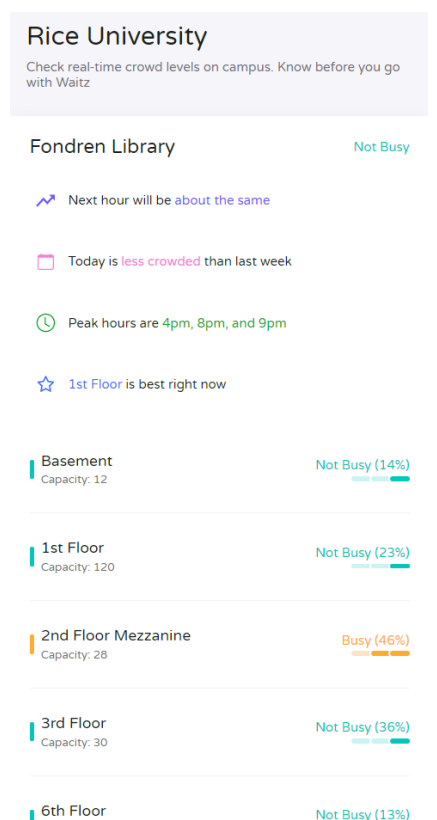 Rice University
Check real-time crowd levels on campus. Know before you go
with Waitz
Fondren Library
Not Busy
Next hour will be about the same
Today is less crowded than last week
Peak hours are 4pm, 8pm, and 9pm
1st Floor is best right now
Basement
Not Busy (14%)
Capacity: 12
1st Floor
Not Busy (23%)
Capacity: 120
2nd Floor Mezzanine
Busy (46%)
Capacity: 28
3rd Floor
Not Busy (36%)
Capacity: 30
6th Floor
Not Busy (13%)